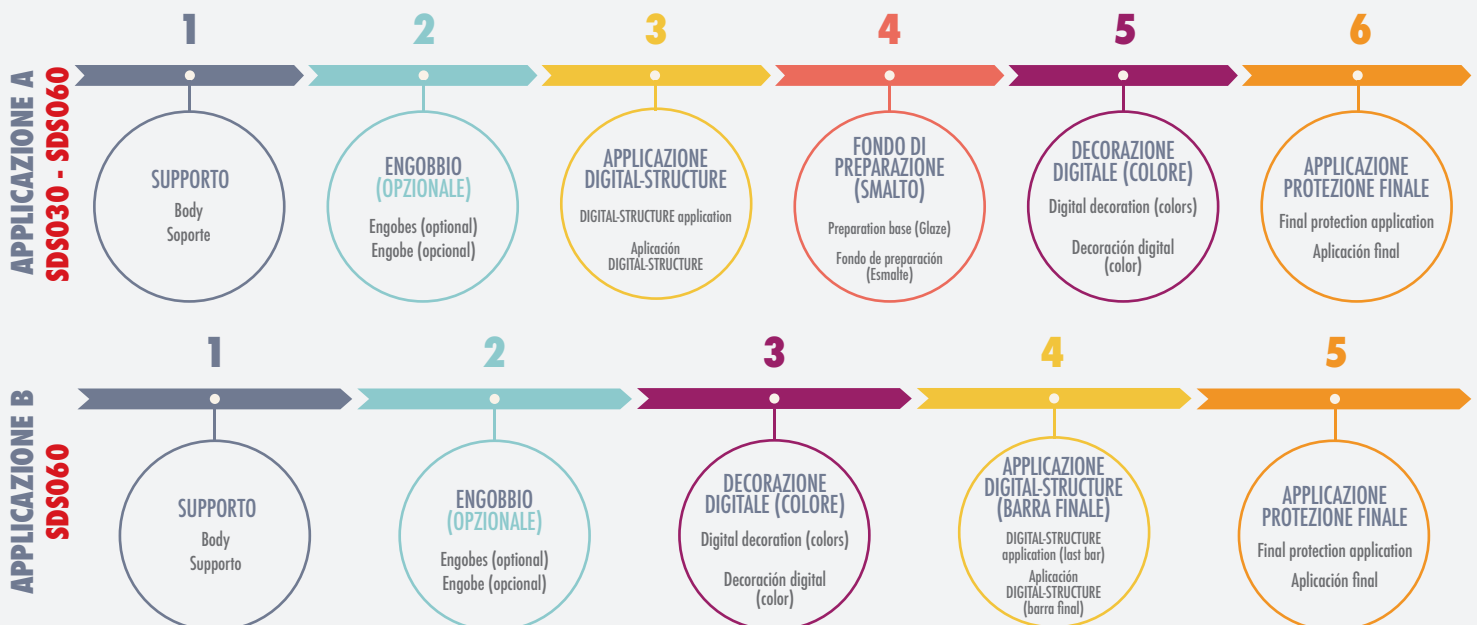 APPLICAZIONE A
SDS030 - SDS060
1
SUPPORTO
Body
Soporte
2
ENGOBBIO
(OPZIONALE)
Engobes (optional)
Engobe (opcional)
3
APPLICAZIONE
DIGITAL-STRUCTURE
DIGITAL-STRUCTURE application
Aplicación
DIGITAL-STRUCTURE
4
FONDO DI
PREPARAZIONE
(SMALTO)
Preparation base (Glaze)
Fondo de preparación
(Esmalte)
5
DECORAZIONE
DIGITALE (COLORE)
Digital decoration (colors)
Decoración digital
(color)
6
APPLICAZIONE
PROTEZIONE FINALE
Final protection application
Aplicación final
APPLICAZIONE B
SDS060
1
SUPPORTO
Body
Supporto
2
ENGOBBIO
(OPZIONALE)
Engobes (optional)
Engobe (opcional)
3
DECORAZIONE
DIGITALE (COLORE)
Digital decoration (colors)
Decoración digital
(color)
4
APPLICAZIONE
DIGITAL-STRUCTURE
(BARRA FINALE)
DIGITAL-STRUCTURE
application (last bar)
Aplicación
DIGITAL-STRUCTURE
(barra final)
5
APPLICAZIONE
PROTEZIONE FINALE
Final protection application
Aplicación final